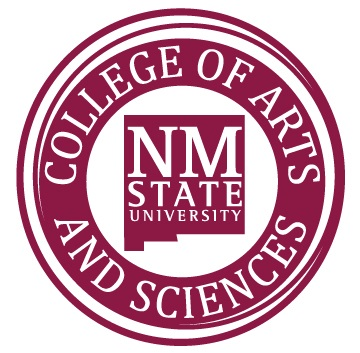 COLLEGE OF ARTS
AND SCIENCES
NM
STATE
UNIVERSITY